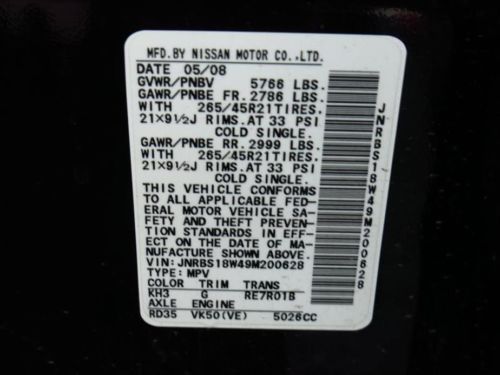 MFD.BY NISSAN MOTOR CO.,LTD.
DATE 05/08
GVWR/PNBV 5766 LBS.
GAWR/PNBE FR. 2786 LBS.
WITH 265/45R21TIRES.
21×9½J RIMS.AT 33 PSI
COLD SINGLE.
GAWR/PNBE RR. 2999 LBS.
WITH 265/45R21TIRES.
21×9½J RIMS.AT 33 PSI
COLD SINGLE.
THIS VEHICLE CONFORMS
TO ALL APPLICABLE FED-
ERAL MOTOR VEHICLE SA-
FETY AND THEFT PREVEN-
TION STANDARDS IN EFF-
ECT ON THE DATE OF MA-
NUFACTURE SHOWN ABOVE.
VIN: JNRBS18W49M200628
TYPE: MPV
COLOR TRIM TRANS
KH3 G RE7R01B
AXLE ENGINE
RD35 VK50(VE) 5026CC
JNRBS18W49M200628